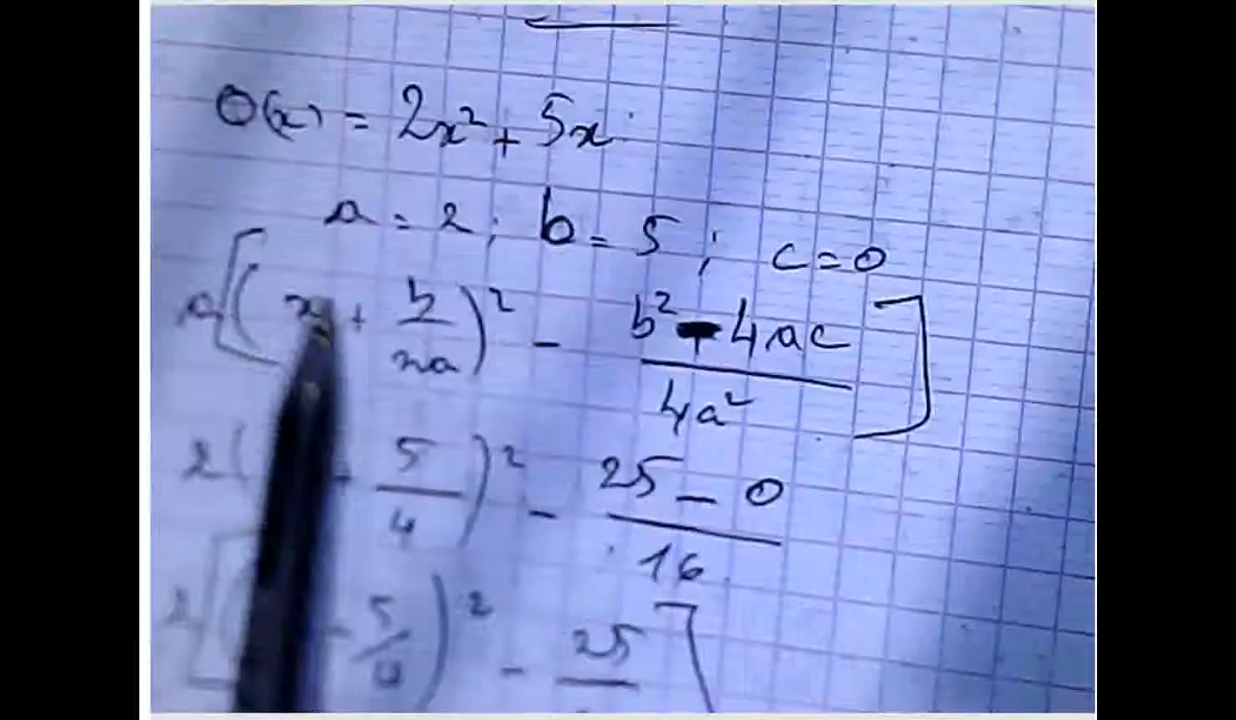 O(x) = 2x² + 5x
a = 2; b = 5; c = 0
a[(x + b/2a)² - b² - 4ac/4a²]
2( 5/4)² - 25 - 0/16
2[( 5/4)² - 25 ]